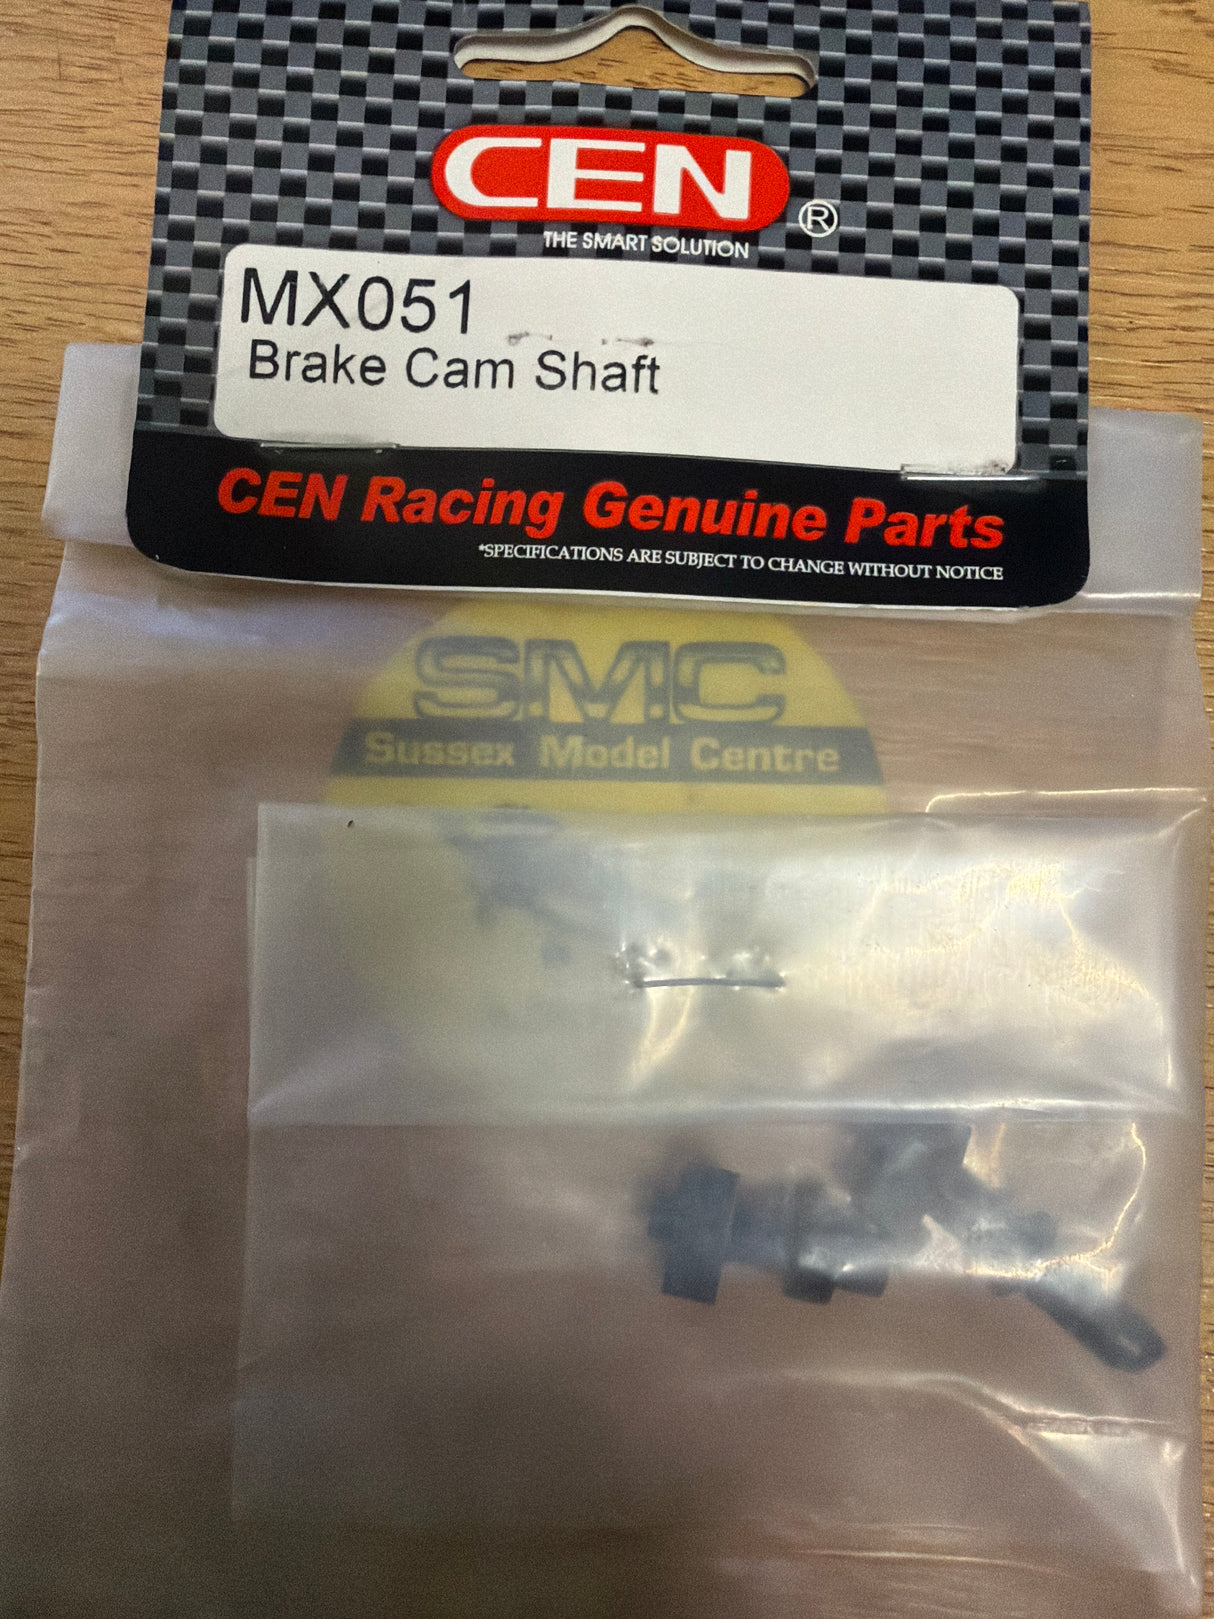 CEN
®
THE SMART SOLUTION
MX051
Brake Cam Shaft
CEN Racing Genuine Parts
*SPECIFICATIONS ARE SUBJECT TO CHANGE WITHOUT NOTICE
SMC
Sussex Model Centre